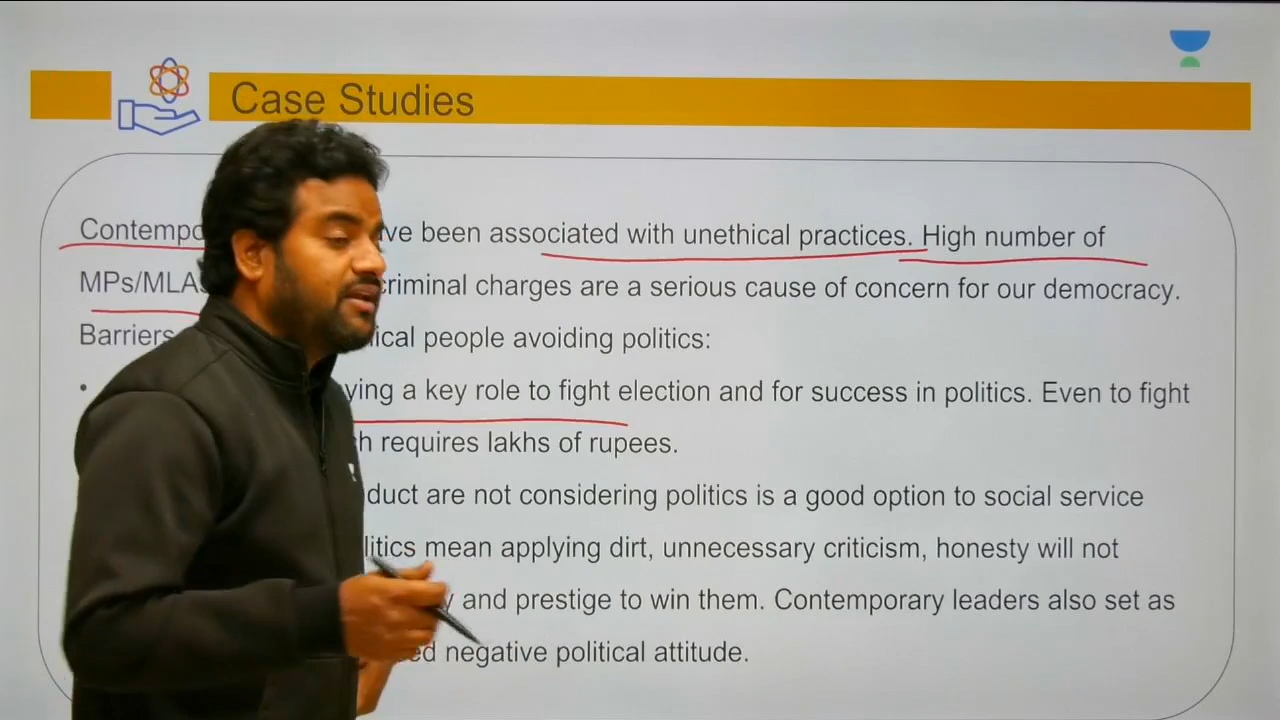 Case Studies
ve been associated with unethical practices. High number of
MPs/MLA criminal charges are a serious cause of concern for our democracy.
Barriers ical people avoiding politics:
• ying a key role to fight election and for success in politics. Even to fight
requires lakhs of rupees.
duct are not considering politics is a good option to social service
litics mean applying dirt, unnecessary criticism, honesty will not
and prestige to win them. Contemporary leaders also set as
ed negative political attitude.